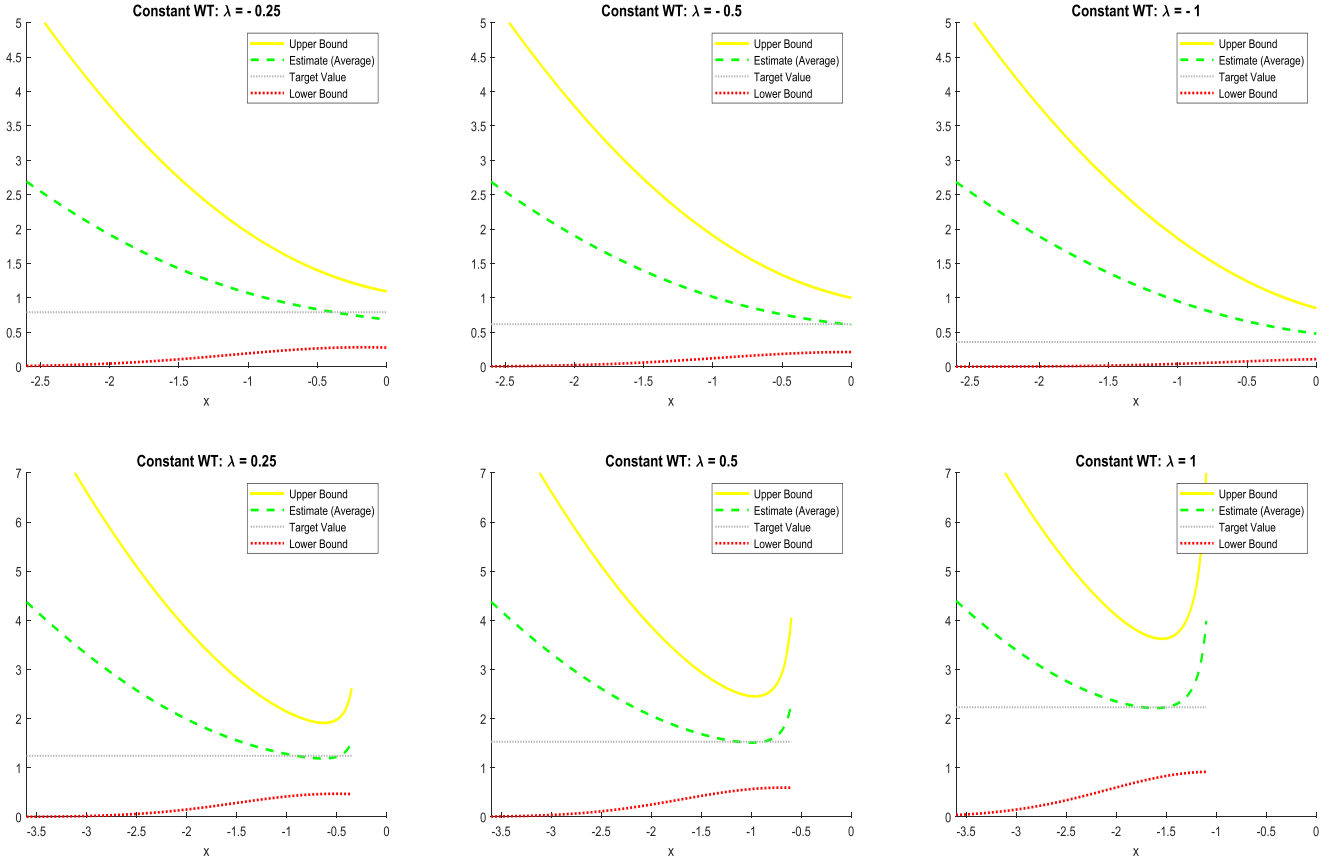 Constant WT: λ = - 0.25
5
4.5
4
3.5
3
2.5
2
1.5
1
0.5
0
Upper Bound
Estimate (Average)
Target Value
Lower Bound
-2.5 -2 -1.5 -1 -0.5 0
x
Constant WT: λ = - 0.5
5
4.5
4
3.5
3
2.5
2
1.5
1
0.5
0
Upper Bound
Estimate (Average)
Target Value
Lower Bound
-2.5 -2 -1.5 -1 -0.5 0
x
Constant WT: λ = - 1
5
4.5
4
3.5
3
2.5
2
1.5
1
0.5
0
Upper Bound
Estimate (Average)
Target Value
Lower Bound
-2.5 -2 -1.5 -1 -0.5 0
x
Constant WT: λ = 0.25
7
6
5
4
3
2
1
0
Upper Bound
Estimate (Average)
Target Value
Lower Bound
-3.5 -3 -2.5 -2 -1.5 -1 -0.5 0
x
Constant WT: λ = 0.5
7
6
5
4
3
2
1
0
Upper Bound
Estimate (Average)
Target Value
Lower Bound
-3.5 -3 -2.5 -2 -1.5 -1 -0.5 0
x
Constant WT: λ = 1
7
6
5
4
3
2
1
0
Upper Bound
Estimate (Average)
Target Value
Lower Bound
-3.5 -3 -2.5 -2 -1.5 -1 -0.5 0
x